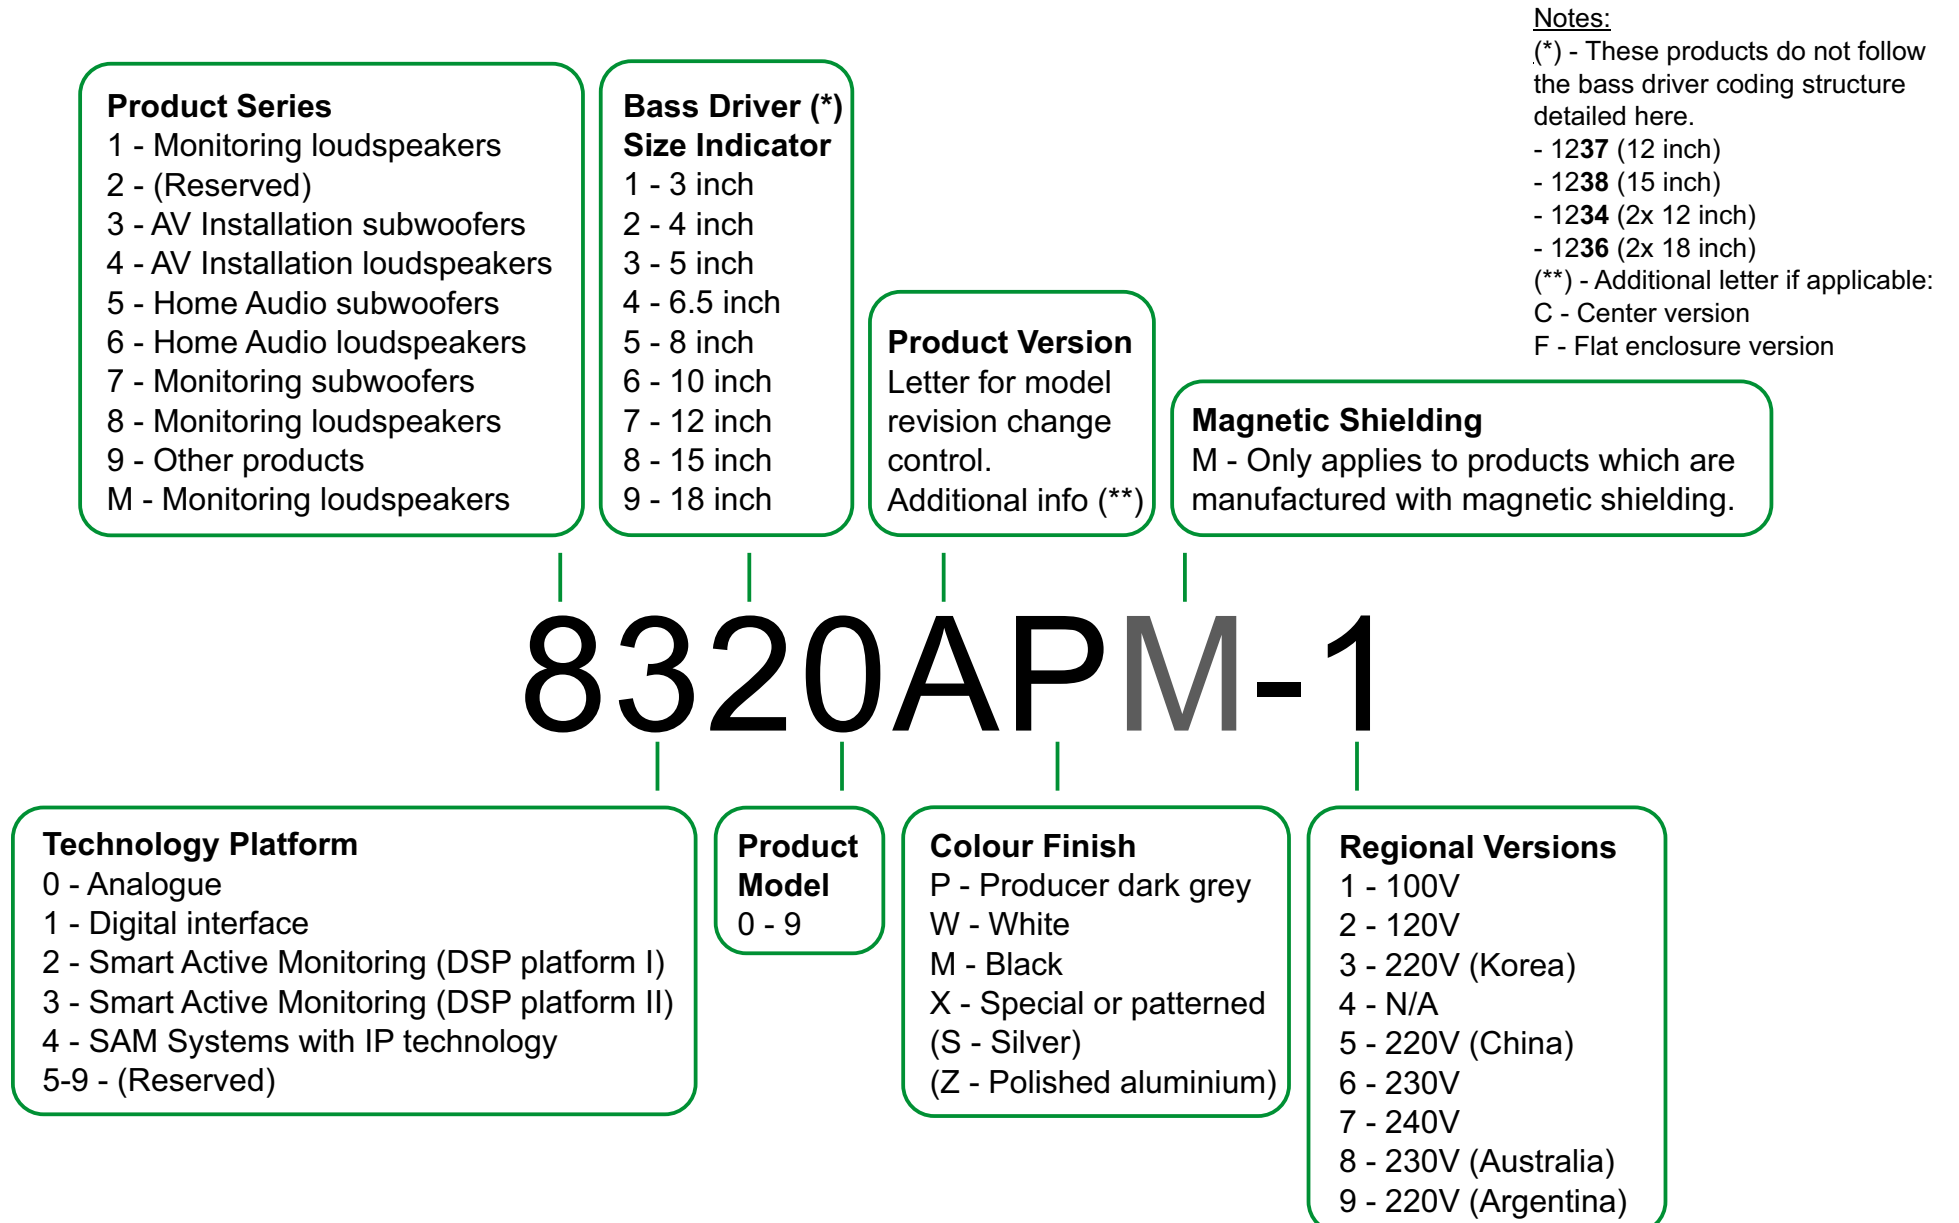 Notes:
(*) - These products do not follow
the bass driver coding structure
detailed here.
- 1237 (12 inch)
- 1238 (15 inch)
- 1234 (2x 12 inch)
- 1236 (2x 18 inch)
(**) - Additional letter if applicable:
C - Center version
F - Flat enclosure version
Product Series
1 - Monitoring loudspeakers
2 - (Reserved)
3 - AV Installation subwoofers
4 - AV Installation loudspeakers
5 - Home Audio subwoofers
6 - Home Audio loudspeakers
7 - Monitoring subwoofers
8 - Monitoring loudspeakers
9 - Other products
M - Monitoring loudspeakers
Bass Driver (*)
Size Indicator
1 - 3 inch
2 - 4 inch
3 - 5 inch
4 - 6.5 inch
5 - 8 inch
6 - 10 inch
7 - 12 inch
8 - 15 inch
9 - 18 inch
Product Version
Letter for model
revision change
control.
Additional info (**)
Magnetic Shielding
M - Only applies to products which are
manufactured with magnetic shielding.
8320APM-1
Technology Platform
0 - Analogue
1 - Digital interface
2 - Smart Active Monitoring (DSP platform I)
3 - Smart Active Monitoring (DSP platform II)
4 - SAM Systems with IP technology
5-9 - (Reserved)
Product
Model
0 - 9
Colour Finish
P - Producer dark grey
W - White
M - Black
X - Special or patterned
(S - Silver)
(Z - Polished aluminium)
Regional Versions
1 - 100V
2 - 120V
3 - 220V (Korea)
4 - N/A
5 - 220V (China)
6 - 230V
7 - 240V
8 - 230V (Australia)
9 - 220V (Argentina)